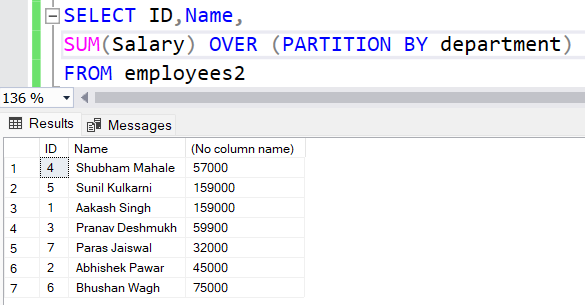 SELECT ID,Name,
SUM(Salary) OVER (PARTITION BY department)
FROM employees2
136 %
Results Messages
ID Name (No column name)
1 4 Shubham Mahale 57000
2 5 Sunil Kulkarni 159000
3 1 Aakash Singh 159000
4 3 Pranav Deshmukh 59900
5 7 Paras Jaiswal 32000
6 2 Abhishek Pawar 45000
7 6 Bhushan Wagh 75000